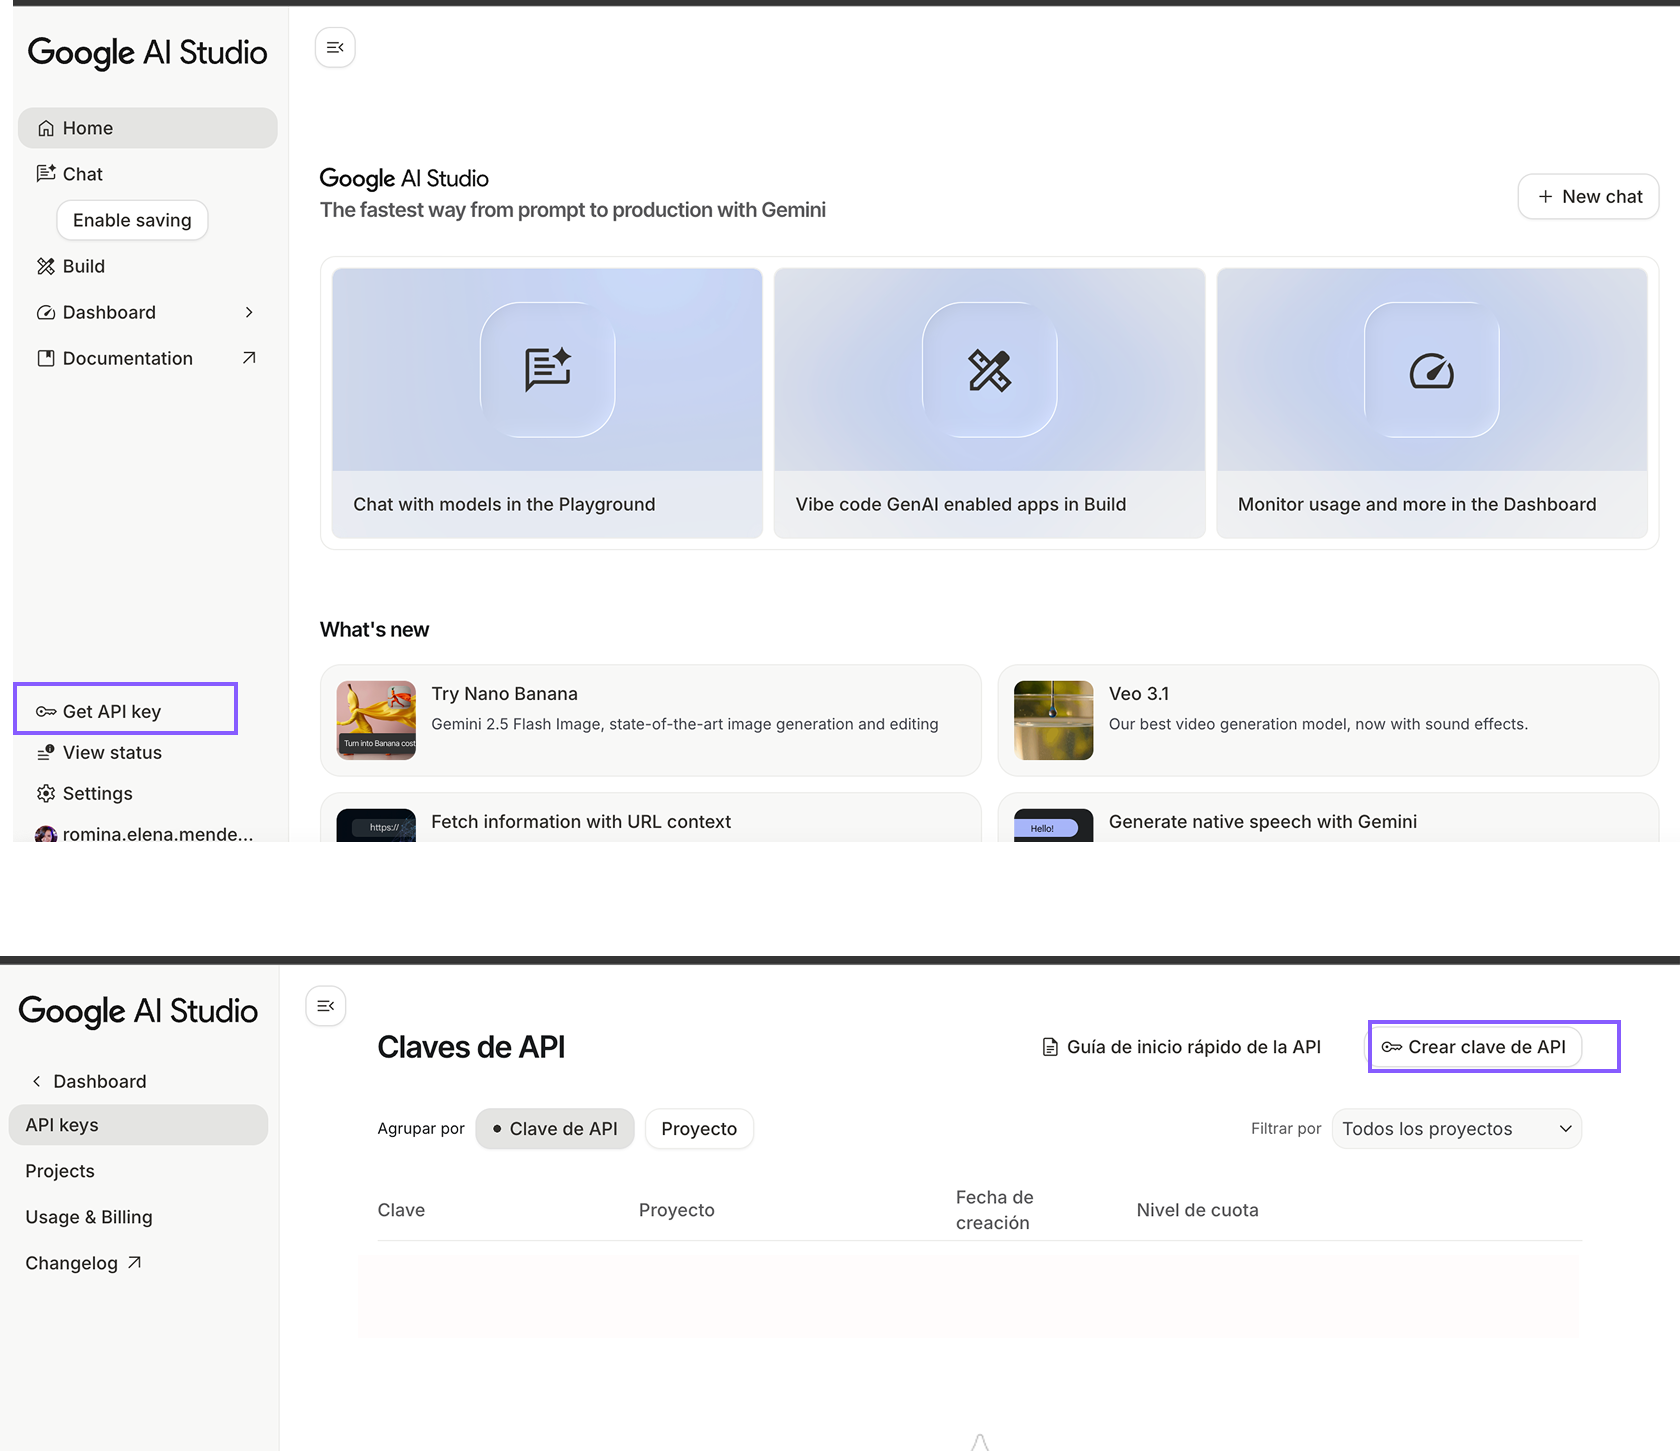 Google AI Studio
Home
Chat
Enable saving
Build
Dashboard
Documentation
Get API key
View status
Settings
romina.elena.mende...
Google AI Studio
The fastest way from prompt to production with Gemini
New chat
Chat with models in the Playground
Vibe code GenAI enabled apps in Build
Monitor usage and more in the Dashboard
What's new
Turn into Banana cost
Try Nano Banana
Gemini 2.5 Flash Image, state-of-the-art image generation and editing
Veo 3.1
Our best video generation model, now with sound effects.
https://
Fetch information with URL context
Hello!
Generate native speech with Gemini
Google AI Studio
Dashboard
API keys
Projects
Usage & Billing
Changelog
Claves de API
Guía de inicio rápido de la API
Crear clave de API
Agrupar por
Clave de API
Proyecto
Filtrar por
Todos los proyectos
Clave
Proyecto
Fecha de
creación
Nivel de cuota